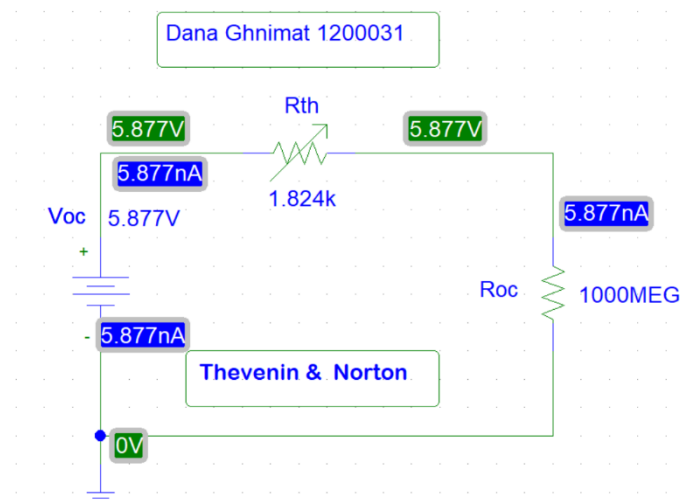 Dana Ghnimat 1200031
Rth
5.877V
5.877V
5.877nA
1.824k
5.877nA
Voc
5.877V
+
Roc
1000MEG
-
5.877nA
Thevenin & Norton
0V